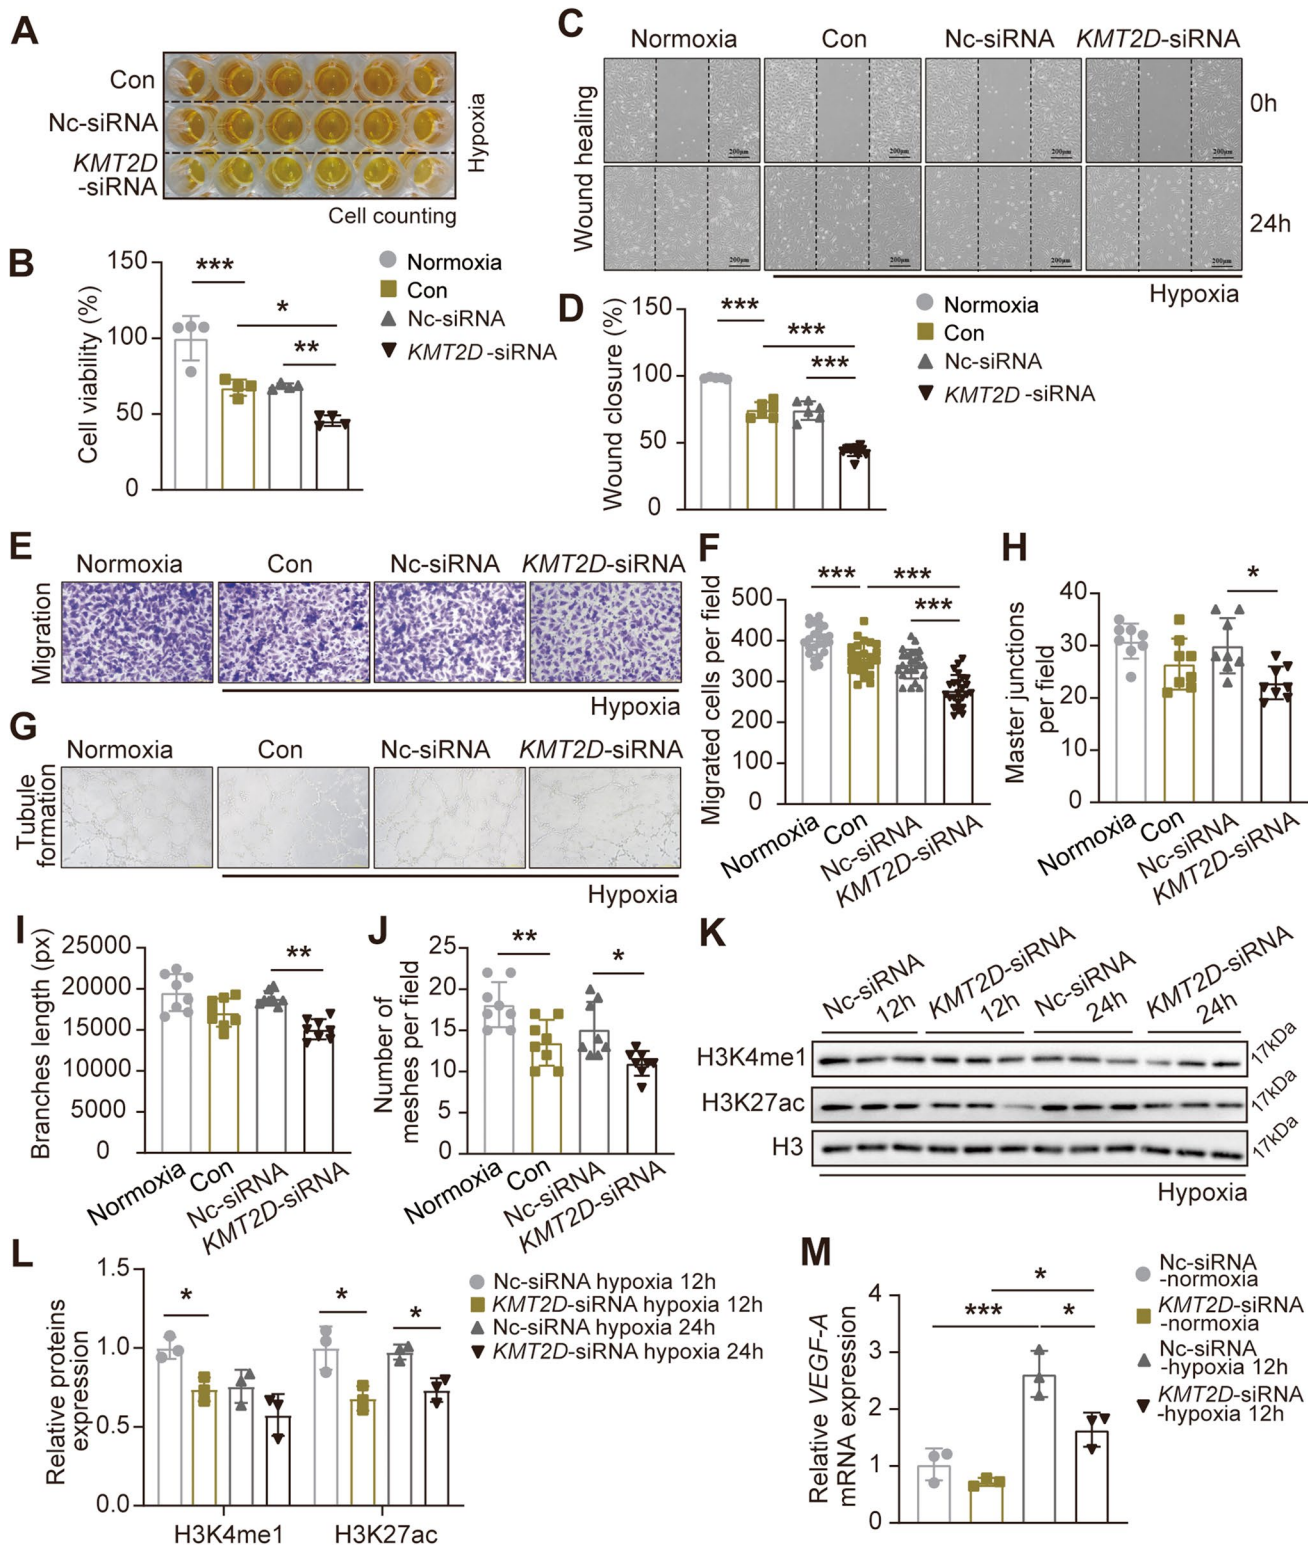 A
Con
Nc-siRNA
KMT2D
-siRNA
Hypoxia
Cell counting
B
Cell viability (%)
150
100
50
0
***
*
**
Normoxia
Con
Nc-siRNA
KMT2D -siRNA
C
Normoxia
Con
Nc-siRNA
KMT2D-siRNA
Wound healing
0h
24h
200μm
200μm
200μm
200μm
200μm
200μm
200μm
200μm
Hypoxia
D
Wound closure (%)
150
100
50
0
***
***
***
Normoxia
Con
Nc-siRNA
KMT2D -siRNA
E
Normoxia
Con
Nc-siRNA
KMT2D-siRNA
Migration
Hypoxia
F
Migrated cells per field
500
400
300
200
100
0
***
***
***
Normoxia
Con
Nc-siRNA
KMT2D-siRNA
G
Normoxia
Con
Nc-siRNA
KMT2D-siRNA
Tubule
formation
Hypoxia
H
Master junctions
per field
40
30
20
10
0
*
Normoxia
Con
Nc-siRNA
KMT2D-siRNA
I
Branches length (px)
25000
20000
15000
10000
5000
0
**
Normoxia
Con
Nc-siRNA
KMT2D-siRNA
J
Number of
meshes per field
25
20
15
10
5
0
**
*
Normoxia
Con
Nc-siRNA
KMT2D-siRNA
K
Nc-siRNA
12h
KMT2D-siRNA
12h
Nc-siRNA
24h
KMT2D-siRNA
24h
H3K4me1
17kDa
H3K27ac
17kDa
H3
17kDa
Hypoxia
L
Relative proteins
expression
1.5
1.0
0.5
0.0
*
*
*
H3K4me1
H3K27ac
Nc-siRNA hypoxia 12h
KMT2D-siRNA hypoxia 12h
Nc-siRNA hypoxia 24h
KMT2D-siRNA hypoxia 24h
M
Relative VEGF-A
mRNA expression
4
3
2
1
0
*
***
*
Nc-siRNA
-normoxia
KMT2D-siRNA
-normoxia
Nc-siRNA
-hypoxia 12h
KMT2D-siRNA
-hypoxia 12h